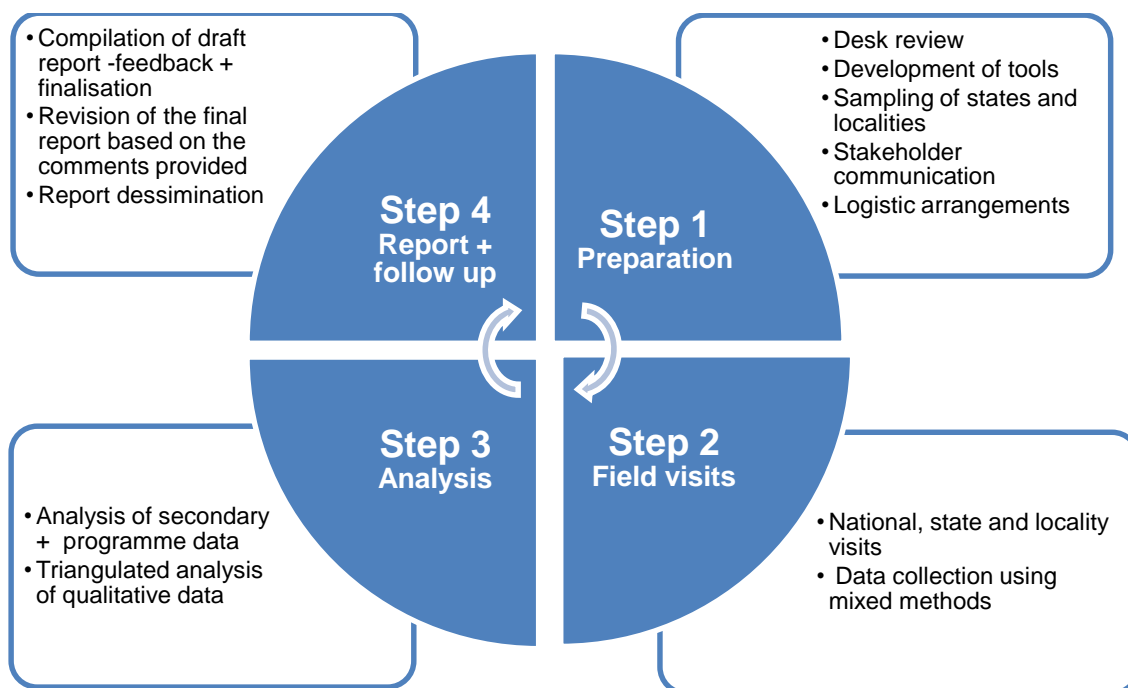 • Compilation of draft
report -feedback +
finalisation
• Revision of the final
report based on the
comments provided
• Report dessimination
Step 4
Report +
follow up
Step 1
Preparation
• Desk review
• Development of tools
• Sampling of states and
localities
• Stakeholder
communication
• Logistic arrangements
• Analysis of secondary
+ programme data
• Triangulated analysis
of qualitative data
Step 3
Analysis
Step 2
Field visits
• National, state and locality
visits
• Data collection using
mixed methods